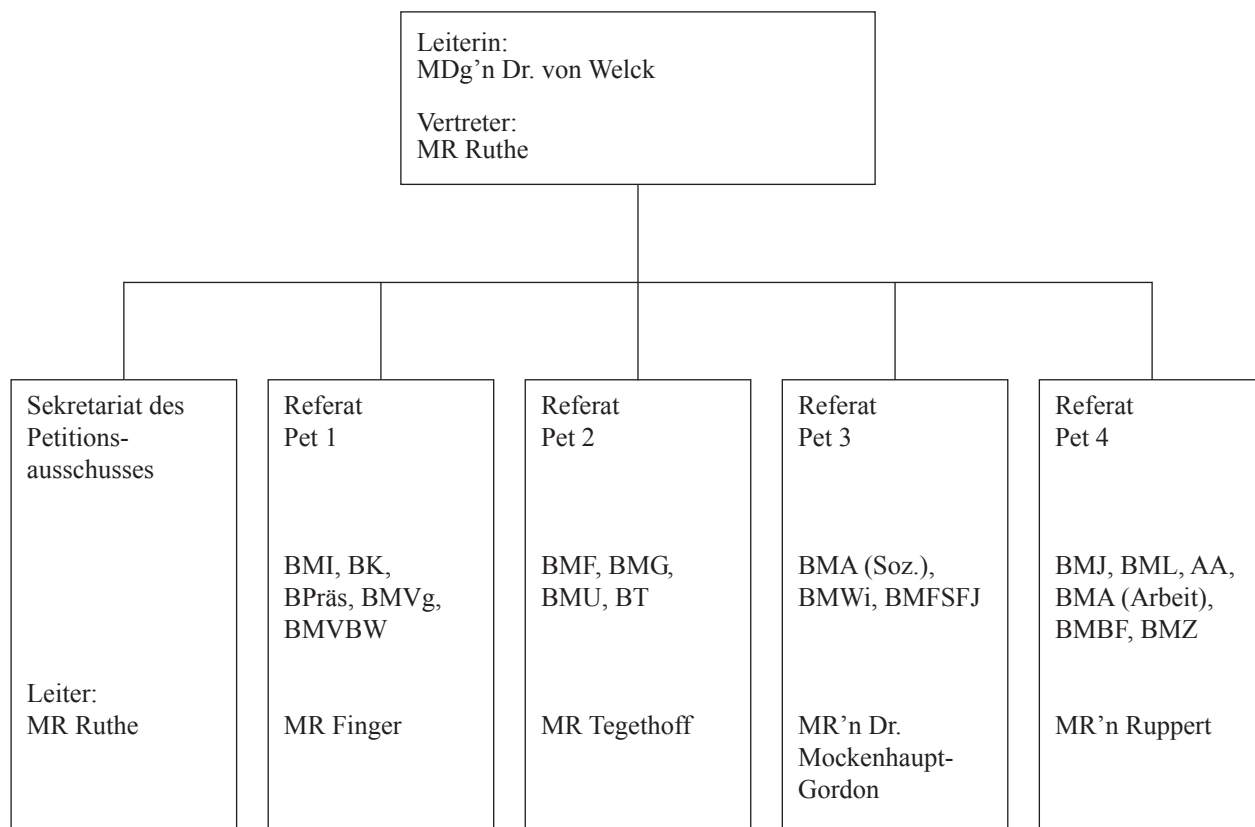 Leiterin:
MDg’n Dr. von Welck
Vertreter:
MR Ruthe
Sekretariat des
Petitions-
ausschusses
Leiter:
MR Ruthe
Referat
Pet 1
BMI, BK,
BPräs, BMVg,
BMVBW
MR Finger
Referat
Pet 2
BMF, BMG,
BMU, BT
MR Tegethoff
Referat
Pet 3
BMA (Soz.),
BMWi, BMFSFJ
MR’n Dr.
Mockenhaupt-
Gordon
Referat
Pet 4
BMJ, BML, AA,
BMA (Arbeit),
BMBF, BMZ
MR’n Ruppert